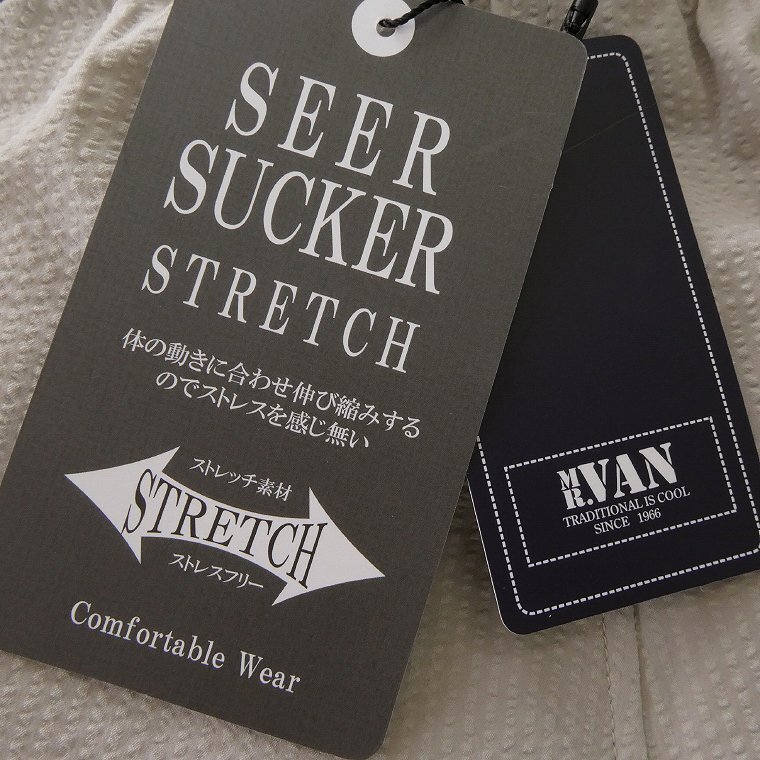 SEER
SUCKER
STRETCH
体の動きに合わせ伸び縮みする
のでストレスを感じ無い
ストレッチ素材
STRETCH
ストレスフリー
Comfortable Wear
MR.VAN
TRADITIONAL IS COOL
SINCE 1966